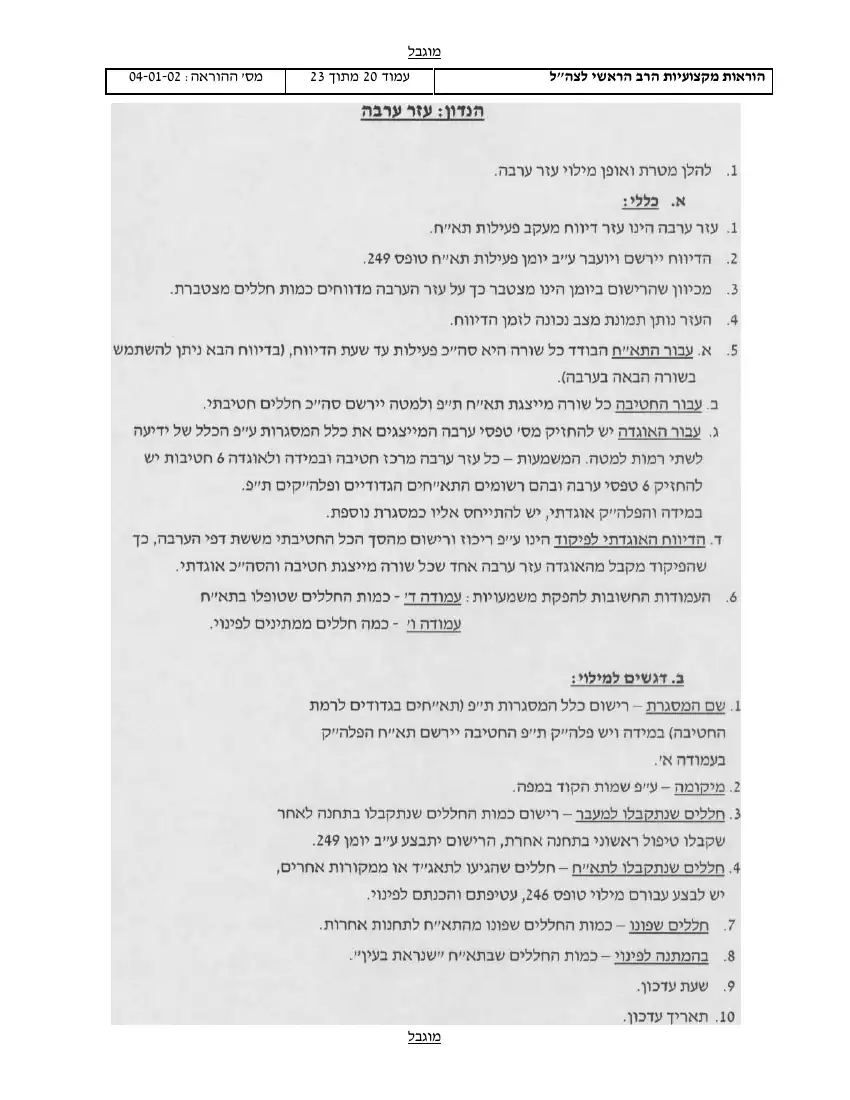 מוגבל
הוראות מקצועיות הרב הראשי לצה"ל עמוד 20 מתוך 23 מס' ההוראה: 04-01-02
הנדון: עזר ערבה
1. להלן מטרת ואופן מילוי עזר ערבה.
א. כללי:
1. עזר ערבה הינו עזר דיווח מעקב פעילות תא"ח.
2. הדיווח יירשם ויועבר ע"ב יומן פעילות תא"ח טופס 249.
3. מכיוון שהרישום ביומן הינו מצטבר כך על עזר הערבה מדווחים כמות חללים מצטברת.
4. העזר נותן תמונת מצב נכונה לזמן הדיווח.
5. א. עבור התא"ח הבודד כל שורה היא סה"כ פעילות עד שעת הדיווח, (בדיווח הבא ניתן להשתמש
בשורה הבאה בערבה).
ב. עבור החטיבה כל שורה מייצגת תא"ח ת"פ ולמטה יירשם סה"כ חללים חטיבתי.
ג. עבור האוגדה יש להחזיק מס' טפסי ערבה המייצגים את כלל המסגרות ע"פ הכלל של ידיעה
לשתי רמות למטה. המשמעות – כל עזר ערבה מרכז חטיבה ובמידה ולאוגדה 6 חטיבות יש
להחזיק 6 טפסי ערבה ובהם רשומים התא"חים הגדודיים ופלה"קים ת"פ.
במידה והפלה"ק אוגדתי, יש להתייחס אליו כמסגרת נוספת.
ד. הדיווח האוגדתי לפיקוד הינו ע"פ ריכוז ורישום מהסך הכל החטיבתי מששת דפי הערבה, כך
שהפיקוד מקבל מהאוגדה עזר ערבה אחד שכל שורה מייצגת חטיבה והסה"כ אוגדתי.
6. העמודות החשובות להפקת משמעויות: עמודה ד' - כמות החללים שטופלו בתא"ח
עמודה ו' - כמה חללים ממתינים לפינוי.
ב. דגשים למילוי:
1. שם המסגרת – רישום כלל המסגרות ת"פ (תא"חים בגדודים לרמת
החטיבה) במידה ויש פלה"ק ת"פ החטיבה יירשם תא"ח הפלה"ק
בעמודה א'.
2. מיקומה – ע"פ שמות הקוד במפה.
3. חללים שנתקבלו למעבר – רישום כמות החללים שנתקבלו בתחנה לאחר
שקבלו טיפול ראשוני בתחנה אחרת, הרישום יתבצע ע"ב יומן 249.
4. חללים שנתקבלו לתא"ח – חללים שהגיעו לתאג"ד או ממקורות אחרים,
יש לבצע עבורם מילוי טופס 246, עטיפתם והכנתם לפינוי.
7. חללים שפונו – כמות החללים שפונו מהתא"ח לתחנות אחרות.
8. בהמתנה לפינוי – כמות החללים שבתא"ח "שנראת בעין".
9. שעת עדכון.
10. תאריך עדכון.
מוגבל